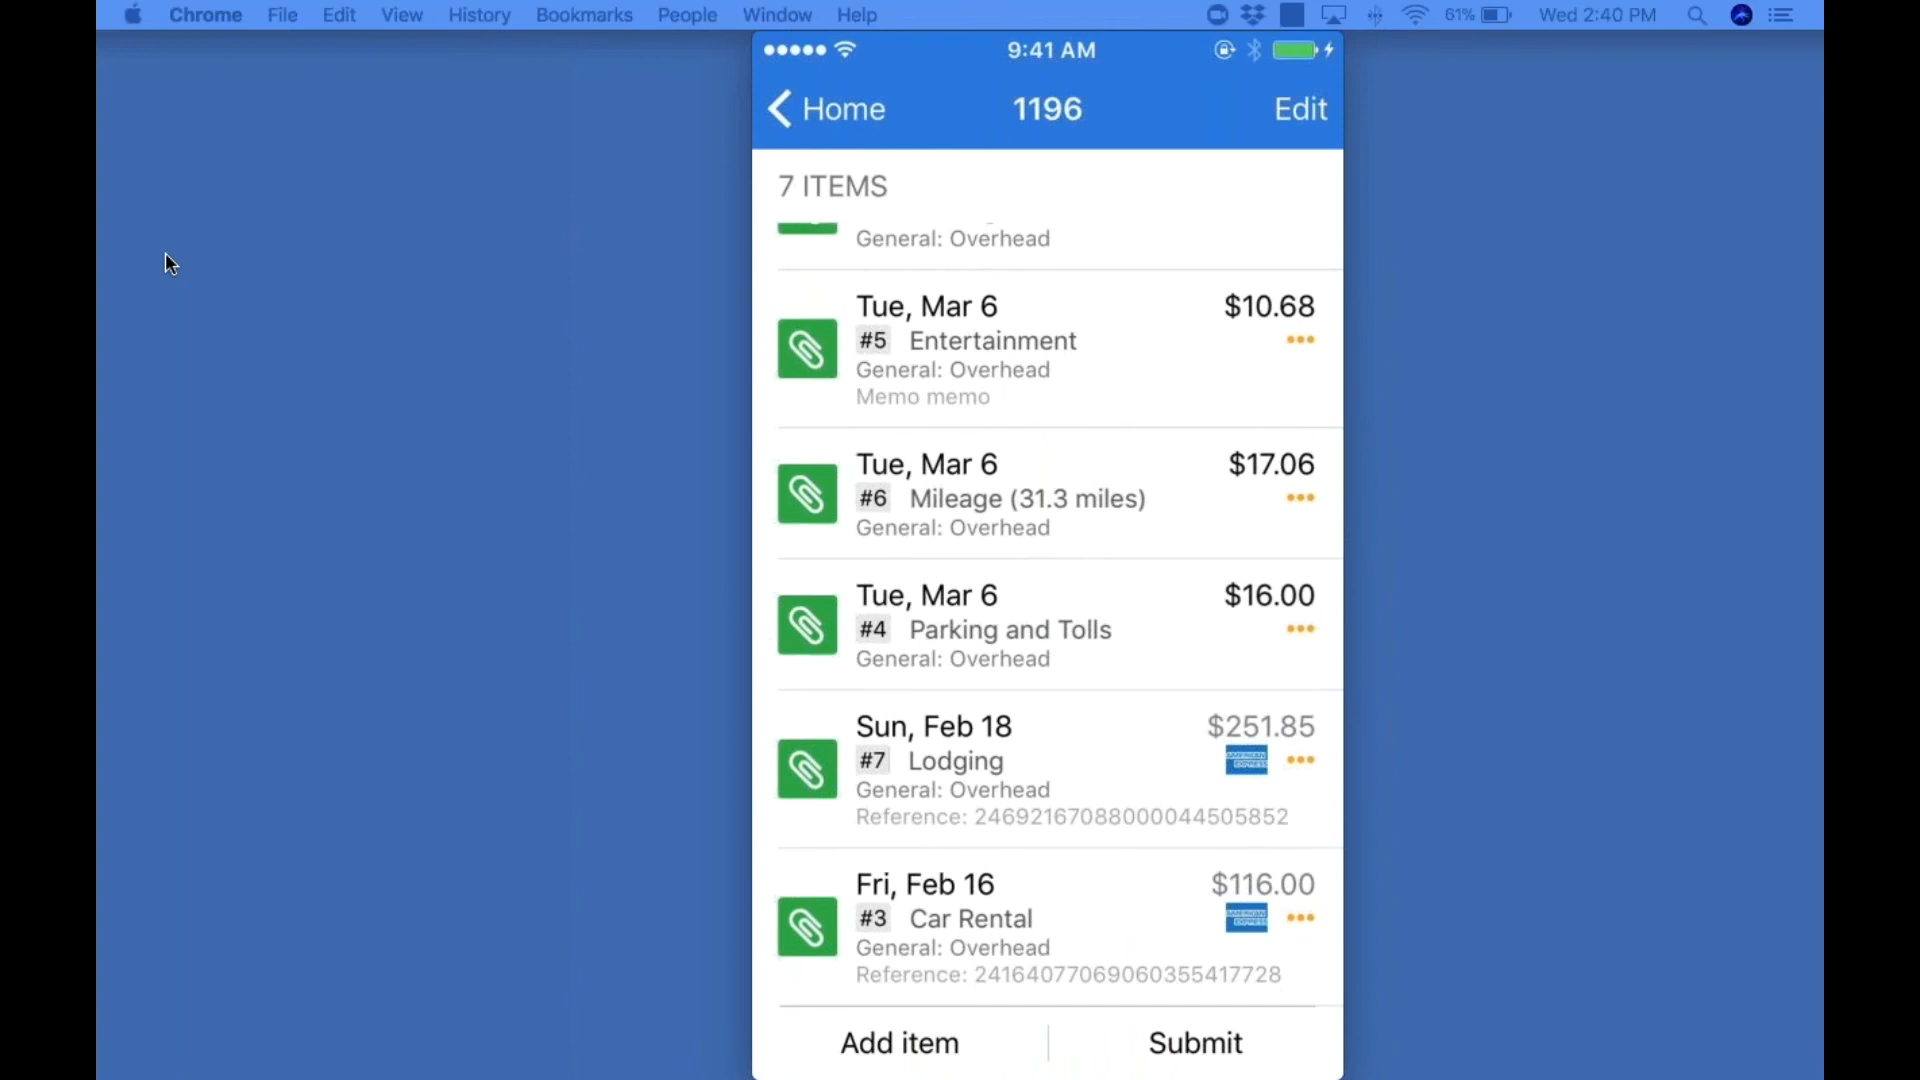 Chrome File Edit View History Bookmarks People Window Help 61% Wed 2:40 PM
9:41 AM
Home 1196 Edit
7 ITEMS
General: Overhead
Tue, Mar 6 $10.68
#5 Entertainment
General: Overhead
Memo memo
Tue, Mar 6 $17.06
#6 Mileage (31.3 miles)
General: Overhead
Tue, Mar 6 $16.00
#4 Parking and Tolls
General: Overhead
Sun, Feb 18 $251.85
#7 Lodging AMERICAN EXPRESS
General: Overhead
Reference: 24692167088000044505852
Fri, Feb 16 $116.00
#3 Car Rental AMERICAN EXPRESS
General: Overhead
Reference: 24164077069060355417728
Add item Submit